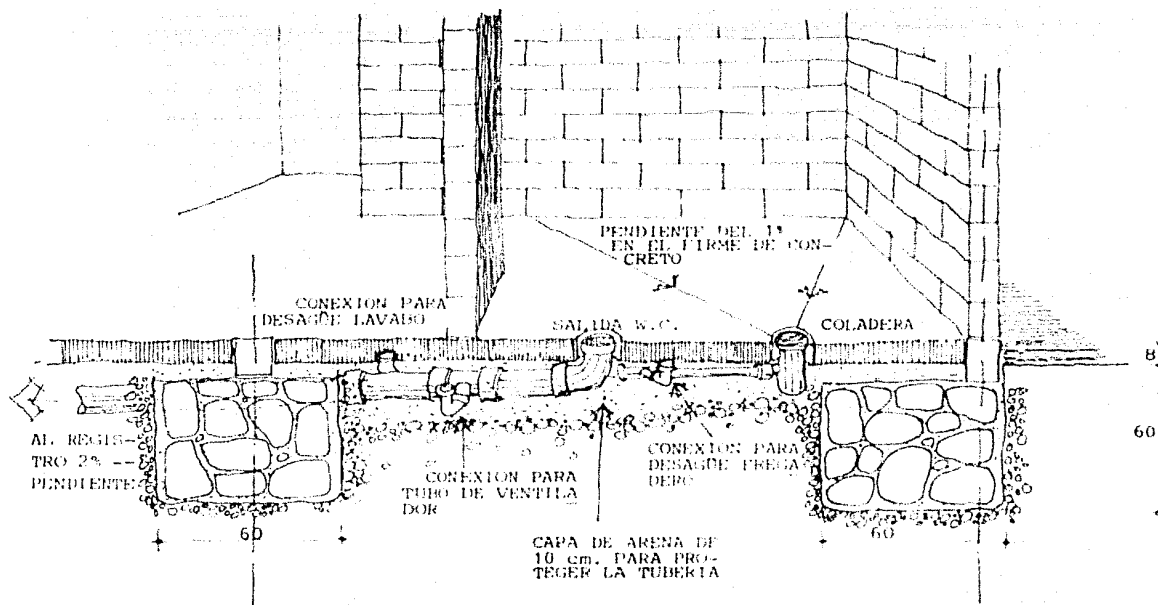 PENDIENTE DEL 1%
EN EL FIRME DE CON-
CRETO
CONEXION PARA
DESAGÜE LAVABO
SALIDA W.C.
COLADERA
8
60
AL REGIS-
TRO 2% --
PENDIENTE
CONEXION PARA
TUBO DE VENTILA
DOR
CONEXION PARA
DESAGÜE FREGA
DERO
60
60
CAPA DE ARENA DE
10 cm. PARA PRO-
TEGER LA TUBERIA